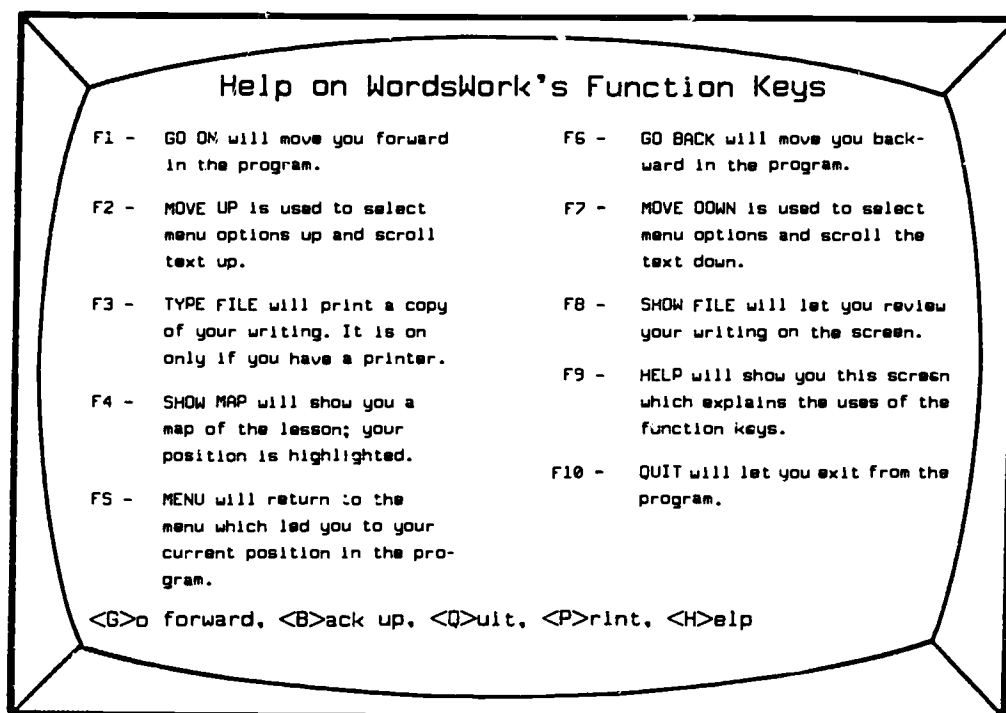 Help on WordsWork's Function Keys
F1 - GO ON will move you forward
in the program.
F2 - MOVE UP is used to select
menu options up and scroll
text up.
F3 - TYPE FILE will print a copy
of your writing. It is on
only if you have a printer.
F4 - SHOW MAP will show you a
map of the lesson; your
position is highlighted.
F5 - MENU will return to the
menu which led you to your
current position in the pro-
gram.
F6 - GO BACK will move you back-
ward in the program.
F7 - MOVE DOWN is used to select
menu options and scroll the
text down.
F8 - SHOW FILE will let you review
your writing on the screen.
F9 - HELP will show you this screen
which explains the uses of the
function keys.
F10 - QUIT will let you exit from the
program.
<G>o forward, <B>ack up, <Q>uit, <P>rint, <H>elp